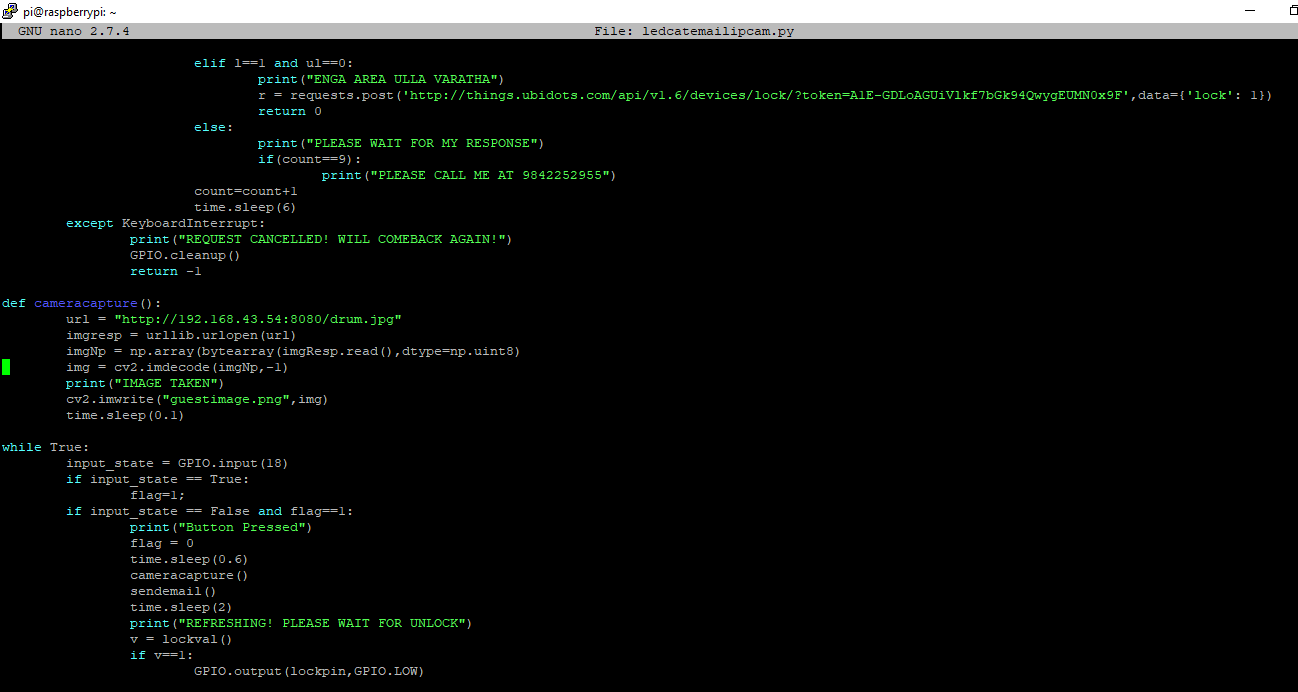 pi@raspberrypi: ~
GNU nano 2.7.4 File: ledcatemailipcam.py
elif l==1 and ul==0:
print("ENGA AREA ULLA VARATHA")
r = requests.post('http://things.ubidots.com/api/v1.6/devices/lock/?token=A1E-GDLoAGUiVlkf7bGk94QwygEUMN0x9F',data={'lock': 1})
return 0
else:
print("PLEASE WAIT FOR MY RESPONSE")
if(count==9):
print("PLEASE CALL ME AT 9842252955")
count=count+1
time.sleep(6)
except KeyboardInterrupt:
print("REQUEST CANCELLED! WILL COMEBACK AGAIN!")
GPIO.cleanup()
return -1
def cameracapture():
url = "http://192.168.43.54:8080/drum.jpg"
imgresp = urllib.urlopen(url)
imgNp = np.array(bytearray(imgResp.read(),dtype=np.uint8)
img = cv2.imdecode(imgNp,-1)
print("IMAGE TAKEN")
cv2.imwrite("guestimage.png",img)
time.sleep(0.1)
while True:
input_state = GPIO.input(18)
if input_state == True:
flag=1;
if input_state == False and flag==1:
print("Button Pressed")
flag = 0
time.sleep(0.6)
cameracapture()
sendemail()
time.sleep(2)
print("REFRESHING! PLEASE WAIT FOR UNLOCK")
v = lockval()
if v==1:
GPIO.output(lockpin,GPIO.LOW)